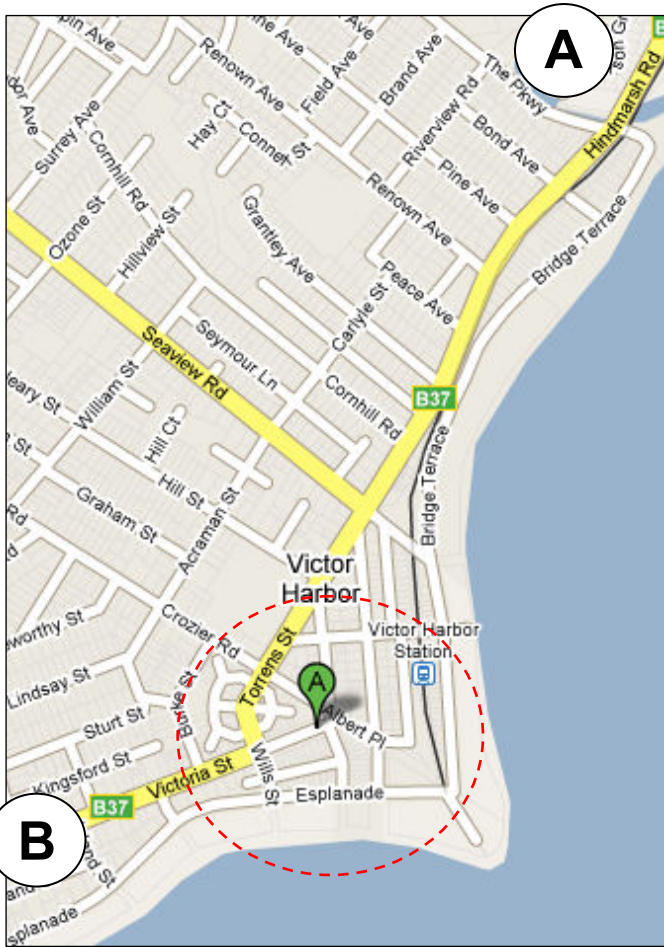 A
Renown Ave
Field Ave
Brand Ave
The Pkwy
Hindmarsh Rd
Surrey Ave
Hay Ct
Connet St
Riverview Rd
Bond Ave
Pine Ave
Cornhill Rd
Renown Ave
Ozone St
Hillview St
Grantley Ave
Bridge Terrace
Peace Ave
Carlyle St
Seaview Rd
Seymour Ln
Cornhill Rd
B37
William St
Hill Ct
Hill St
Bridge Terrace
Graham St
Acraman St
Victor
Harbor
Crozier Rd
Victor Harbor
Station
Torrens St
Lindsay St
Burke St
A
Albert Pl
Sturt St
Kingsford St
Wills St
Victoria St
Esplanade
B37
B